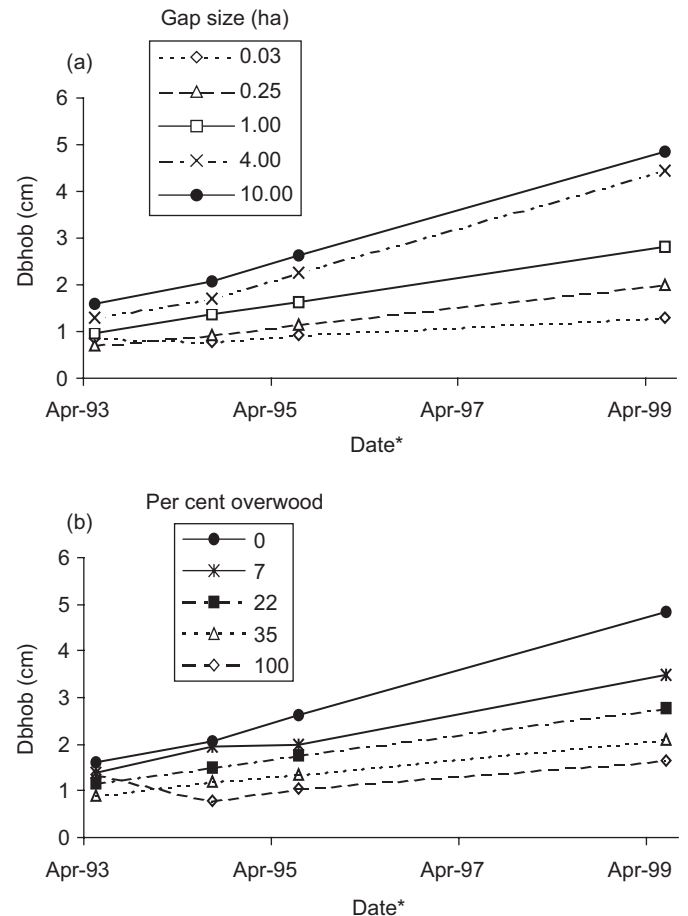 Gap size (ha)
(a)
0.03
0.25
1.00
4.00
10.00
6
5
4
3
2
1
0
Dbhob (cm)
Apr-93 Apr-95 Apr-97 Apr-99
Date*
Per cent overwood
(b)
0
7
22
35
100
6
5
4
3
2
1
0
Dbhob (cm)
Apr-93 Apr-95 Apr-97 Apr-99
Date*